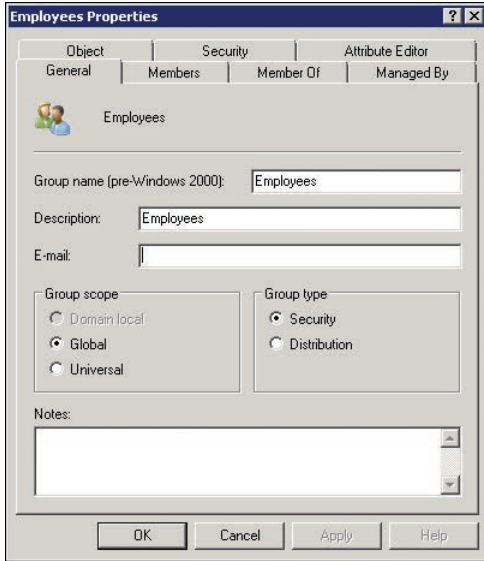 Employees Properties
Object Security Attribute Editor
General Members Member Of Managed By
Employees
Group name (pre-Windows 2000): Employees
Description: Employees
E-mail:
Group scope Group type
Domain local Security
Global Distribution
Universal
Notes:
OK Cancel Apply Help